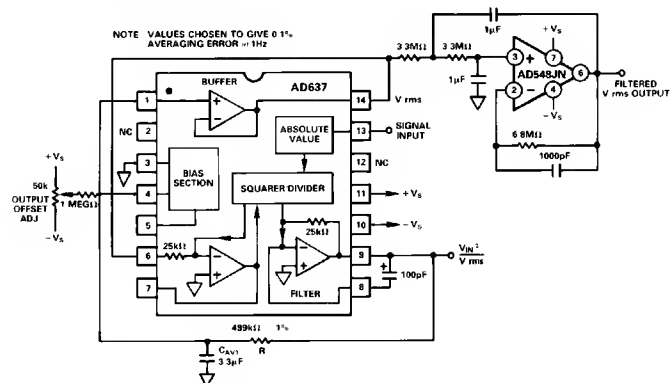 NOTE VALUES CHOSEN TO GIVE 0 1%
AVERAGING ERROR @ 1Hz
1μF
3 3MΩ
3 3MΩ
1μF
+VS
3
+
7
6
AD548JN
2
−
4
−VS
FILTERED
V rms OUTPUT
6 8MΩ
1000pF
BUFFER
AD637
1
+
−
14
V rms
NC
2
ABSOLUTE
VALUE
13
SIGNAL
INPUT
3
12
NC
+VS
50k
OUTPUT
OFFSET
ADJ
−VS
1 MEGΩ
4
BIAS
SECTION
SQUARER DIVIDER
11
+VS
5
25kΩ
10
−VS
6
25kΩ
−
+
−
+
9
VIN²
V rms
+
100pF
7
FILTER
8
499kΩ 1%
R
CAV1
3 3μF